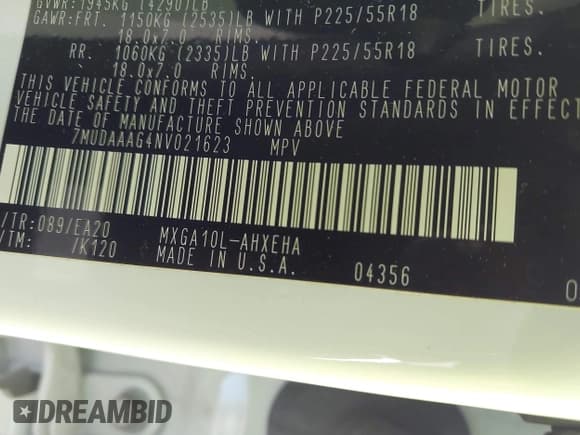 GVWR:1945KG (4290)LB
GAWR:FRT. 1150KG (2535)LB WITH P225/55R18 TIRES.
18.0x7.0 RIMS.
RR. 1060KG (2335)LB WITH P225/55R18 TIRES.
18.0x7.0 RIMS.
THIS VEHICLE CONFORMS TO ALL APPLICABLE FEDERAL MOTOR
VEHICLE SAFETY AND THEFT PREVENTION STANDARDS IN EFFECT
THE DATE OF MANUFACTURE SHOWN ABOVE
7MUDAAAG4NV021623 MPV
/TR:089/EA20 MXGA10L-AHXEHA
/TM: /K120 MADE IN U.S.A. 04356
DREAMBID